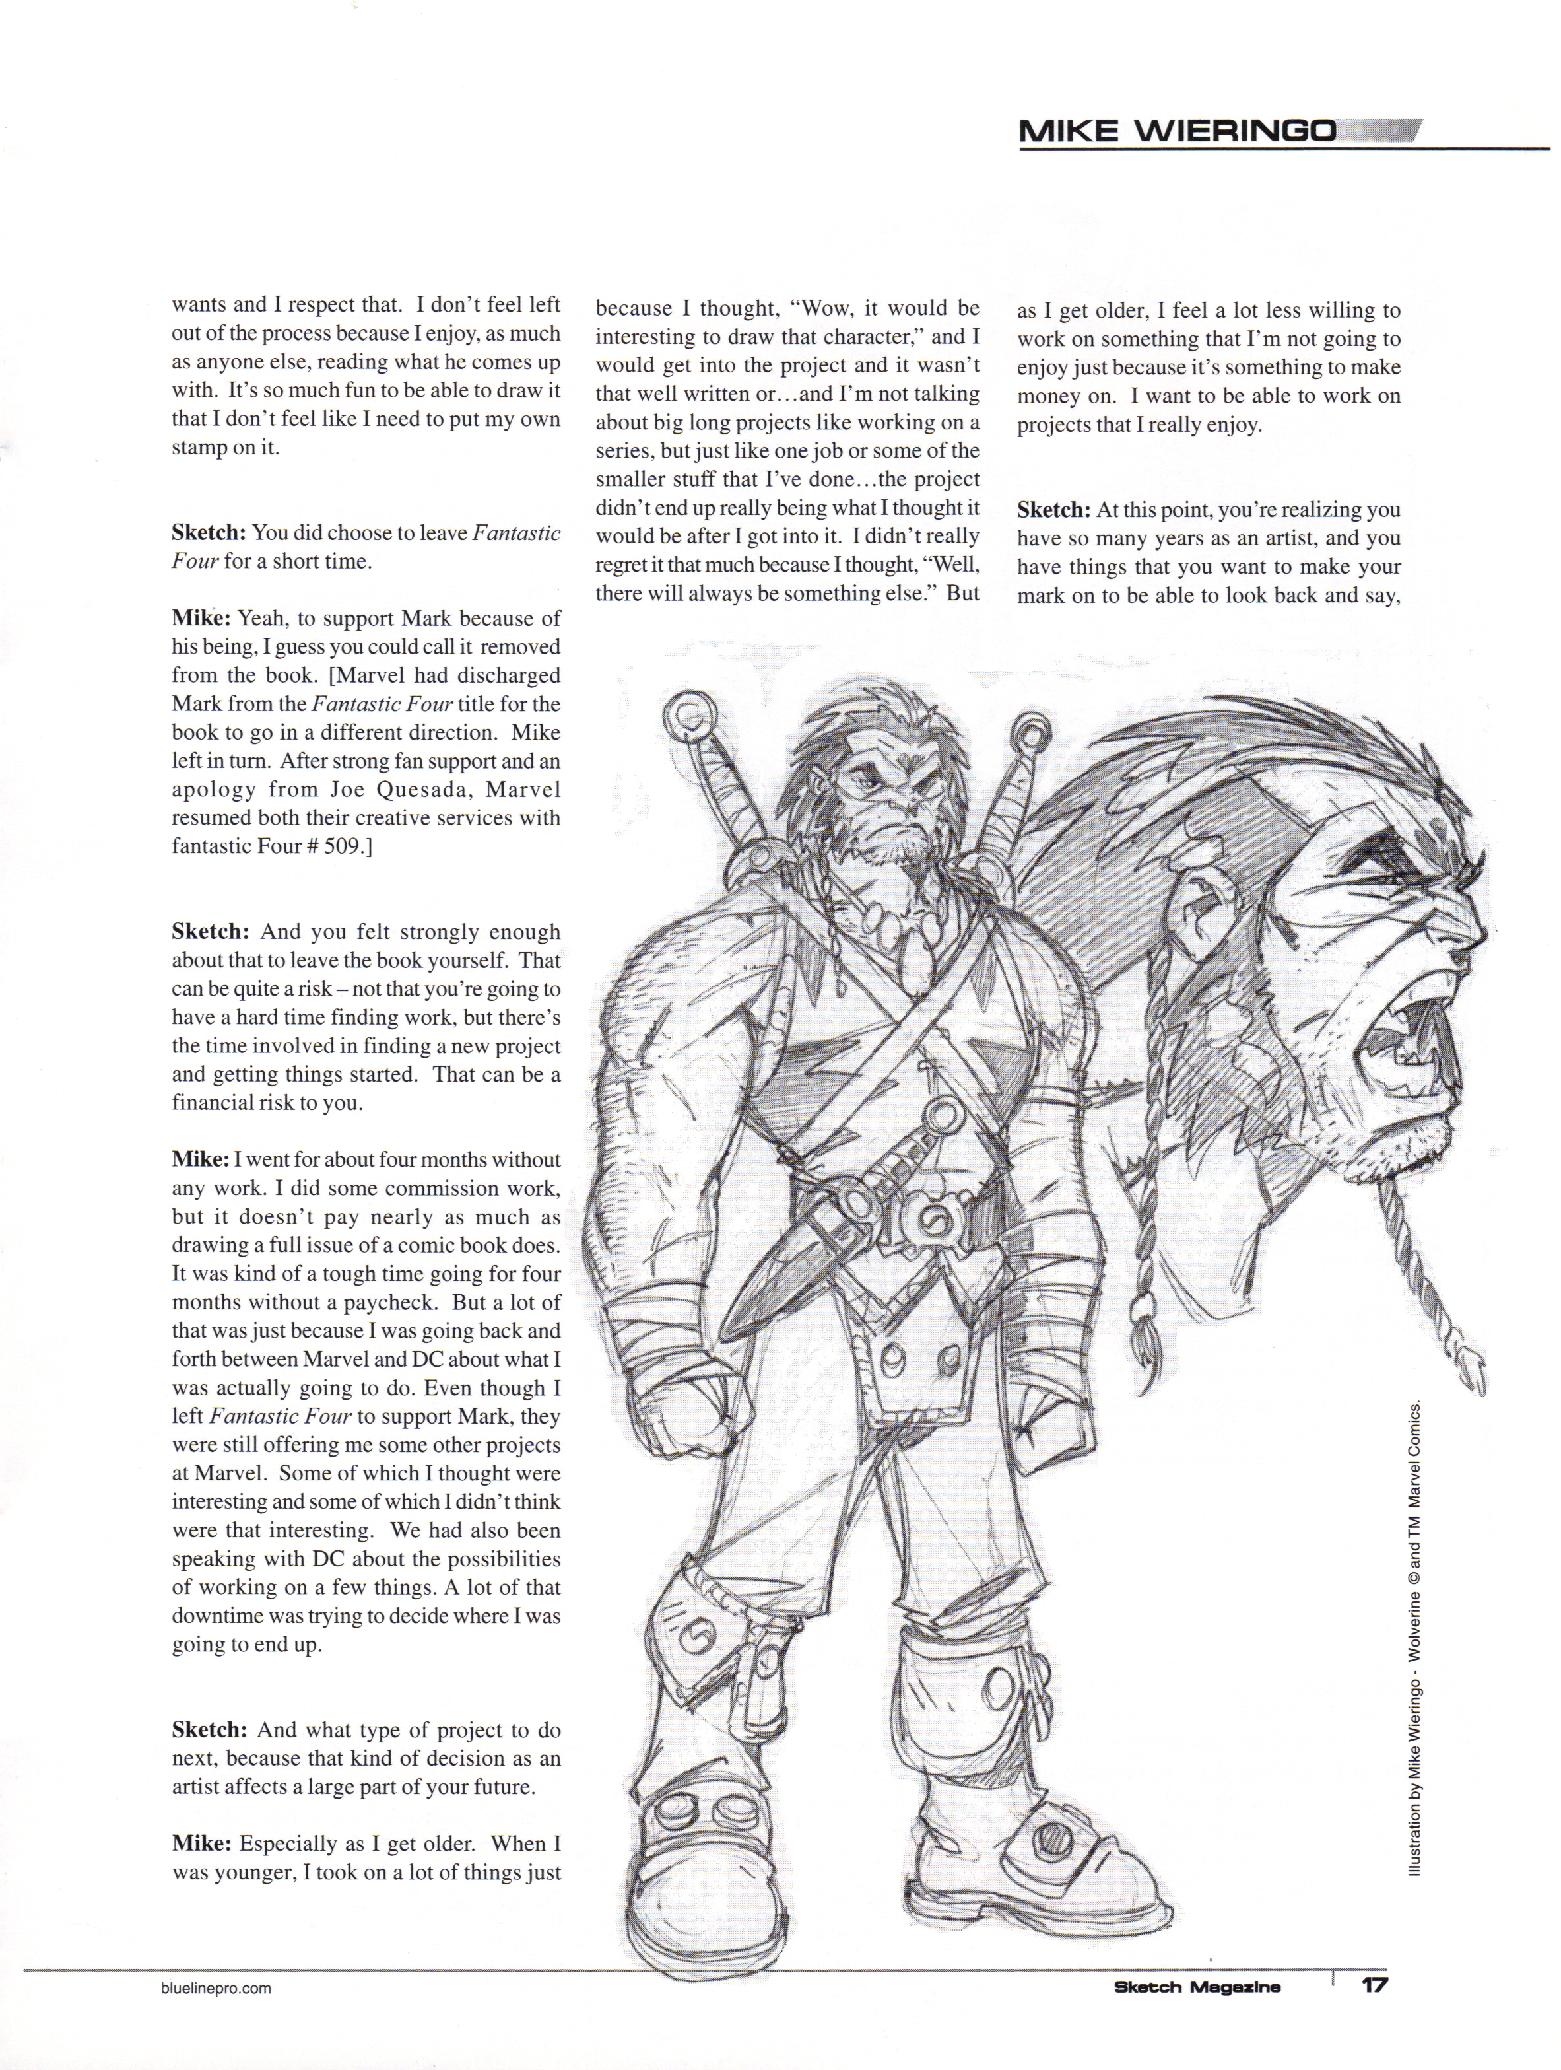 MIKE WIERINGO
wants and I respect that. I don't feel left
out of the process because I enjoy, as much
as anyone else, reading what he comes up
with. It's so much fun to be able to draw it
that I don't feel like I need to put my own
stamp on it.
Sketch: You did choose to leave Fantastic
Four for a short time.
Mike: Yeah, to support Mark because of
his being, I guess you could call it removed
from the book. [Marvel had discharged
Mark from the Fantastic Four title for the
book to go in a different direction. Mike
left in turn. After strong fan support and an
apology from Joe Quesada, Marvel
resumed both their creative services with
fantastic Four # 509.]
Sketch: And you felt strongly enough
about that to leave the book yourself. That
can be quite a risk – not that you're going to
have a hard time finding work, but there's
the time involved in finding a new project
and getting things started. That can be a
financial risk to you.
Mike: I went for about four months without
any work. I did some commission work,
but it doesn't pay nearly as much as
drawing a full issue of a comic book does.
It was kind of a tough time going for four
months without a paycheck. But a lot of
that was just because I was going back and
forth between Marvel and DC about what I
was actually going to do. Even though I
left Fantastic Four to support Mark, they
were still offering me some other projects
at Marvel. Some of which I thought were
interesting and some of which I didn't think
were that interesting. We had also been
speaking with DC about the possibilities
of working on a few things. A lot of that
downtime was trying to decide where I was
going to end up.
Sketch: And what type of project to do
next, because that kind of decision as an
artist affects a large part of your future.
Mike: Especially as I get older. When I
was younger, I took on a lot of things just
because I thought, “Wow, it would be
interesting to draw that character,” and I
would get into the project and it wasn't
that well written or…and I'm not talking
about big long projects like working on a
series, but just like one job or some of the
smaller stuff that I've done…the project
didn't end up really being what I thought it
would be after I got into it. I didn't really
regret it that much because I thought, “Well,
there will always be something else.” But
as I get older, I feel a lot less willing to
work on something that I'm not going to
enjoy just because it's something to make
money on. I want to be able to work on
projects that I really enjoy.
Sketch: At this point, you're realizing you
have so many years as an artist, and you
have things that you want to make your
mark on to be able to look back and say,
Illustration by Mike Wieringo - Wolverine © and TM Marvel Comics.
bluelinepro.com
Sketch Magazine
17